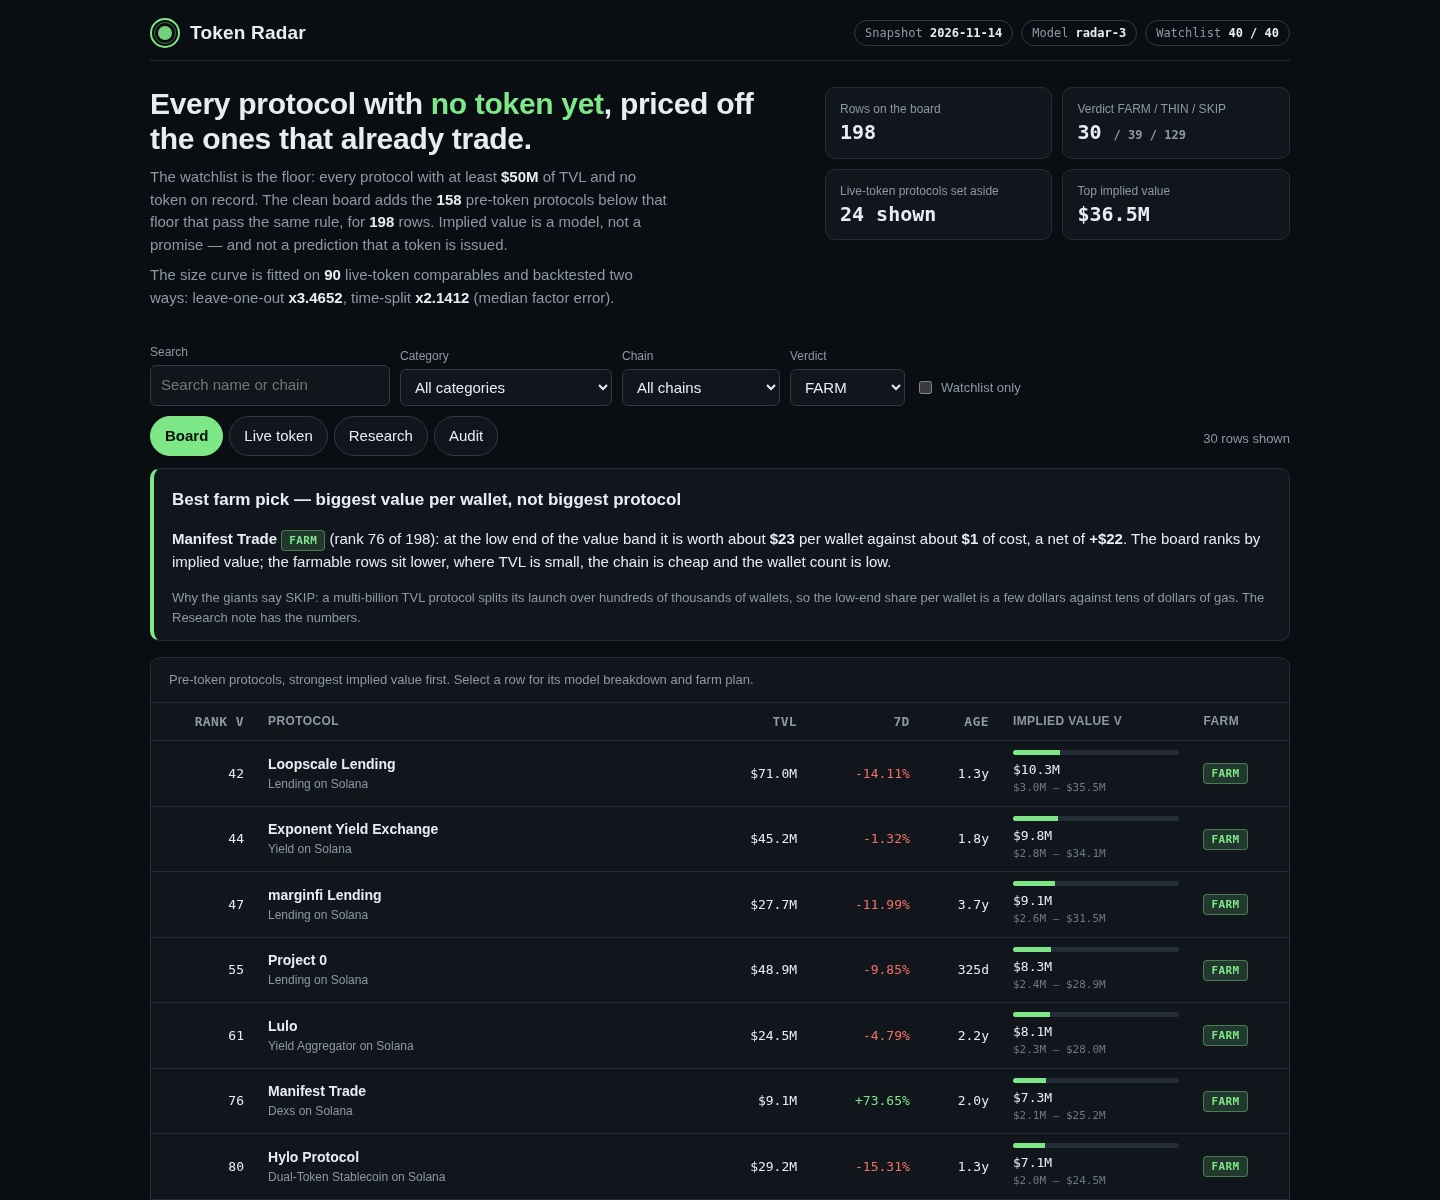 Token Radar
Snapshot 2026-11-14
Model radar-3
Watchlist 40 / 40
Every protocol with no token yet, priced off
the ones that already trade.
The watchlist is the floor: every protocol with at least $50M of TVL and no
token on record. The clean board adds the 158 pre-token protocols below that
floor that pass the same rule, for 198 rows. Implied value is a model, not a
promise — and not a prediction that a token is issued.
The size curve is fitted on 90 live-token comparables and backtested two
ways: leave-one-out x3.4652, time-split x2.1412 (median factor error).
Rows on the board
198
Verdict FARM / THIN / SKIP
30 / 39 / 129
Live-token protocols set aside
24 shown
Top implied value
$36.5M
Search
Search name or chain
Category
All categories
Chain
All chains
Verdict
FARM
Watchlist only
Board
Live token
Research
Audit
30 rows shown
Best farm pick — biggest value per wallet, not biggest protocol
Manifest Trade FARM (rank 76 of 198): at the low end of the value band it is worth about $23 per wallet against about $1 of cost, a net of +$22. The board ranks by
implied value; the farmable rows sit lower, where TVL is small, the chain is cheap and the wallet count is low.
Why the giants say SKIP: a multi-billion TVL protocol splits its launch over hundreds of thousands of wallets, so the low-end share per wallet is a few dollars against tens of dollars of gas. The
Research note has the numbers.
Pre-token protocols, strongest implied value first. Select a row for its model breakdown and farm plan.
RANK V PROTOCOL TVL 7D AGE IMPLIED VALUE V FARM
42 Loopscale Lending $71.0M -14.11% 1.3y $10.3M FARM
Lending on Solana $3.0M — $35.5M
44 Exponent Yield Exchange $45.2M -1.32% 1.8y $9.8M FARM
Yield on Solana $2.8M — $34.1M
47 marginfi Lending $27.7M -11.99% 3.7y $9.1M FARM
Lending on Solana $2.6M — $31.5M
55 Project 0 $48.9M -9.85% 325d $8.3M FARM
Lending on Solana $2.4M — $28.9M
61 Lulo $24.5M -4.79% 2.2y $8.1M FARM
Yield Aggregator on Solana $2.3M — $28.0M
76 Manifest Trade $9.1M +73.65% 2.0y $7.3M FARM
Dexs on Solana $2.1M — $25.2M
80 Hylo Protocol $29.2M -15.31% 1.3y $7.1M FARM
Dual-Token Stablecoin on Solana $2.0M — $24.5M